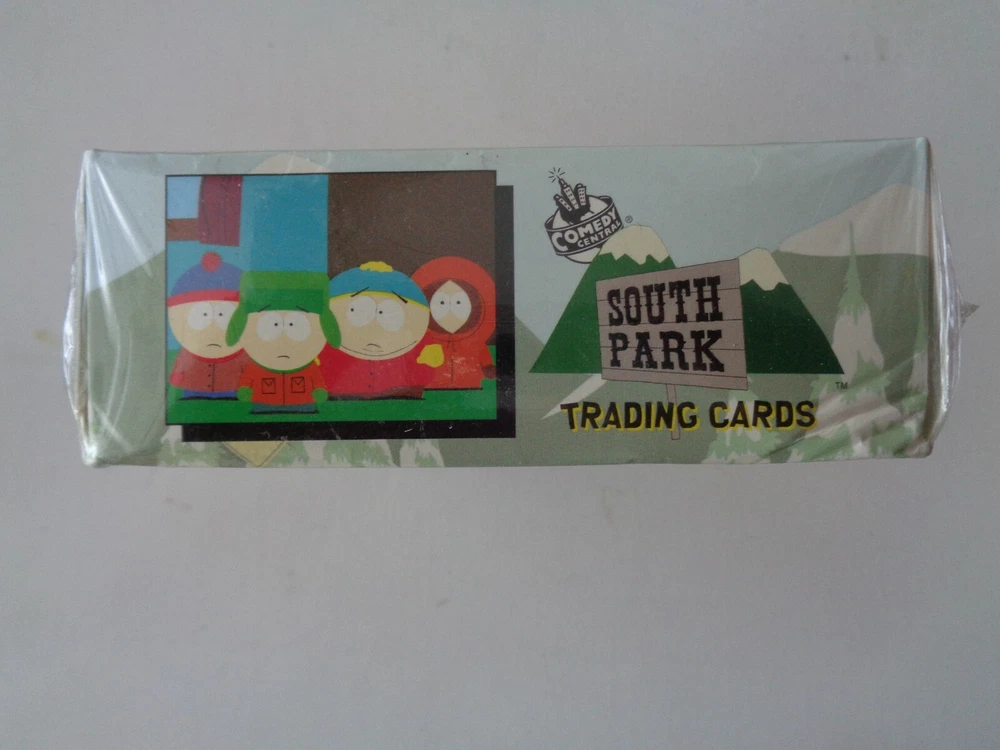 COMEDY
CENTRAL
®
SOUTH
PARK
TM
TRADING CARDS